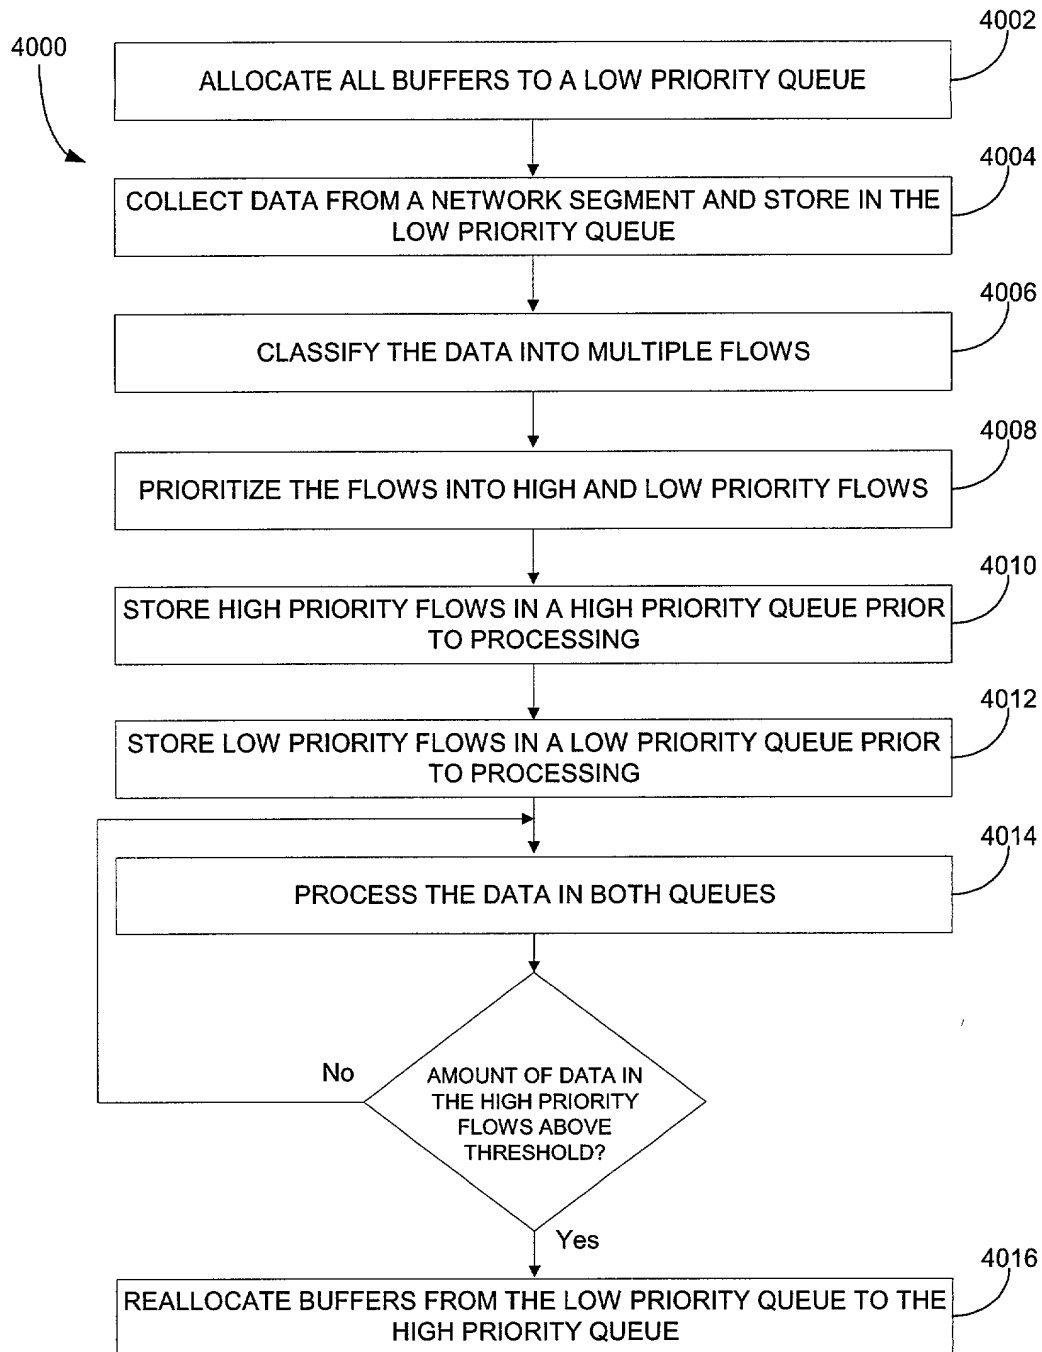 4000
4002
ALLOCATE ALL BUFFERS TO A LOW PRIORITY QUEUE
4004
COLLECT DATA FROM A NETWORK SEGMENT AND STORE IN THE
LOW PRIORITY QUEUE
4006
CLASSIFY THE DATA INTO MULTIPLE FLOWS
4008
PRIORITIZE THE FLOWS INTO HIGH AND LOW PRIORITY FLOWS
4010
STORE HIGH PRIORITY FLOWS IN A HIGH PRIORITY QUEUE PRIOR
TO PROCESSING
4012
STORE LOW PRIORITY FLOWS IN A LOW PRIORITY QUEUE PRIOR
TO PROCESSING
4014
PROCESS THE DATA IN BOTH QUEUES
No
AMOUNT OF DATA IN
THE HIGH PRIORITY
FLOWS ABOVE
THRESHOLD?
Yes
4016
REALLOCATE BUFFERS FROM THE LOW PRIORITY QUEUE TO THE
HIGH PRIORITY QUEUE